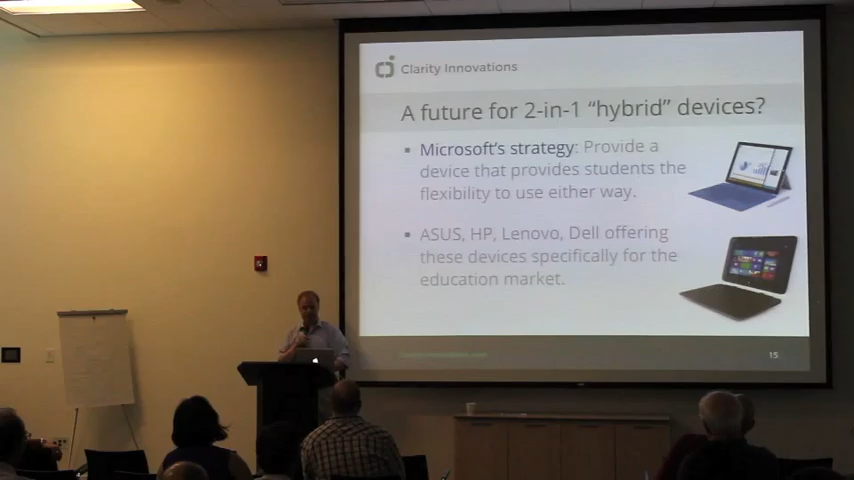 Clarity Innovations
A future for 2-in-1 “hybrid” devices?
▪ Microsoft's strategy: Provide a
device that provides students the
flexibility to use either way.
▪ ASUS, HP, Lenovo, Dell offering
these devices specifically for the
education market.
15